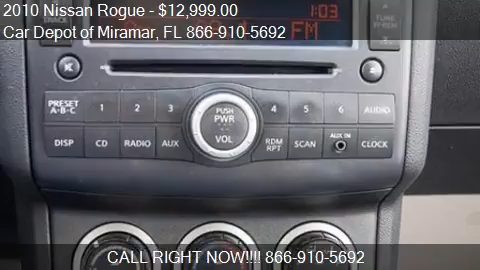 2010 Nissan Rogue - $12,999.00
Car Depot of Miramar, FL 866-910-5692
TRACK
1:03
FM
TUNE
PRESET A·B·C 1 2 3 PUSH PWR 4 5 6 AUDIO
DISP CD RADIO AUX VOL RDM RPT SCAN AUX IN CLOCK
CALL RIGHT NOW!!!! 866-910-5692